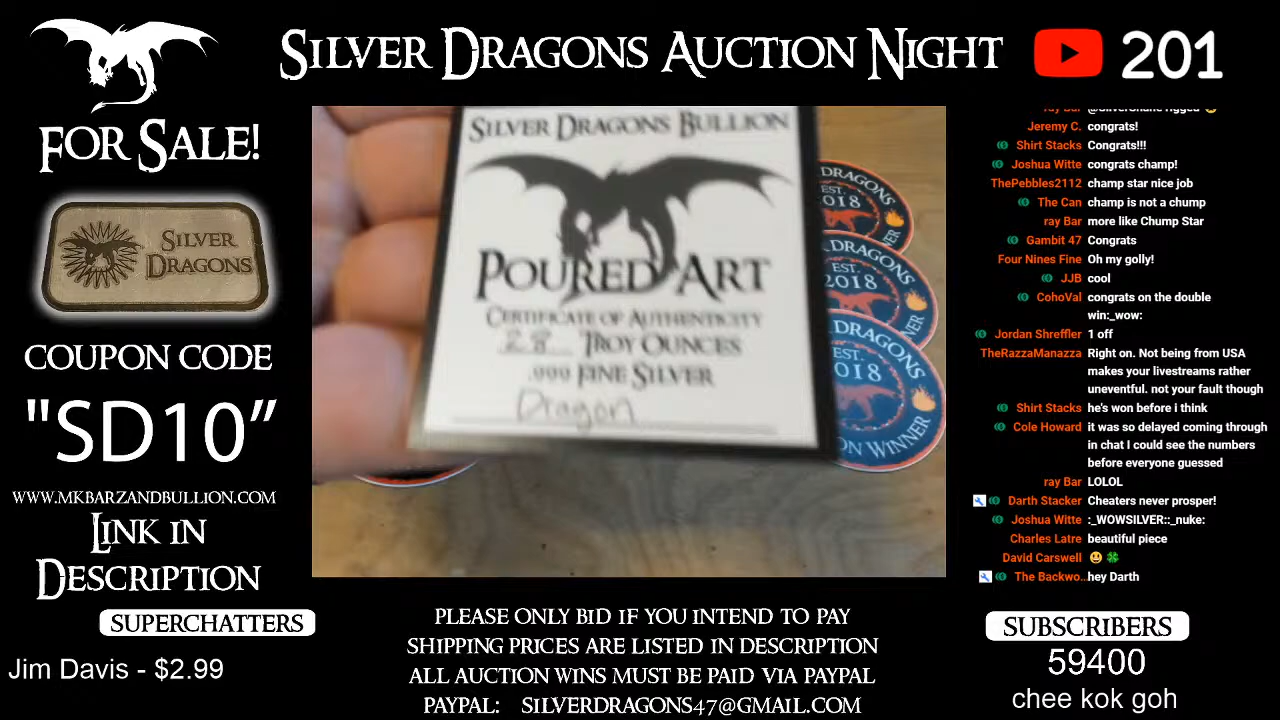 FOR SALE!
SILVER
DRAGONS
COUPON CODE
"SD10”
WWW.MKBARZANDBULLION.COM
LINK IN
DESCRIPTION
SUPERCHATTERS
Jim Davis - $2.99
SILVER DRAGONS AUCTION NIGHT
201
SILVER DRAGONS BULLION
POURED ART
CERTIFICATE OF AUTHENTICITY
28 TROY OUNCES
.999 FINE SILVER
Dragon
DRAGONS
EST.
2018
DRAGONS
EST.
2018
DRAGONS
EST.
2018
WINNER
PLEASE ONLY BID IF YOU INTEND TO PAY
SHIPPING PRICES ARE LISTED IN DESCRIPTION
ALL AUCTION WINS MUST BE PAID VIA PAYPAL
PAYPAL: SILVERDRAGONS47@GMAIL.COM
Jeremy C. congrats!
Shirt Stacks Congrats!!!
Joshua Witte congrats champ!
ThePebbles2112 champ star nice job
The Can champ is not a chump
ray Bar more like Chump Star
Gambit 47 Congrats
Four Nines Fine Oh my golly!
JJB cool
CohoVal congrats on the double
win:_wow:
Jordan Shreffler 1 off
TheRazzaManazza Right on. Not being from USA
makes your livestreams rather
uneventful. not your fault though
Shirt Stacks he's won before i think
Cole Howard it was so delayed coming through
in chat I could see the numbers
before everyone guessed
ray Bar LOLOL
Darth Stacker Cheaters never prosper!
Joshua Witte :_WOWSILVER::_nuke:
Charles Latre beautiful piece
David Carswell 😃 🍀
The Backwo... hey Darth
SUBSCRIBERS
59400
chee kok goh